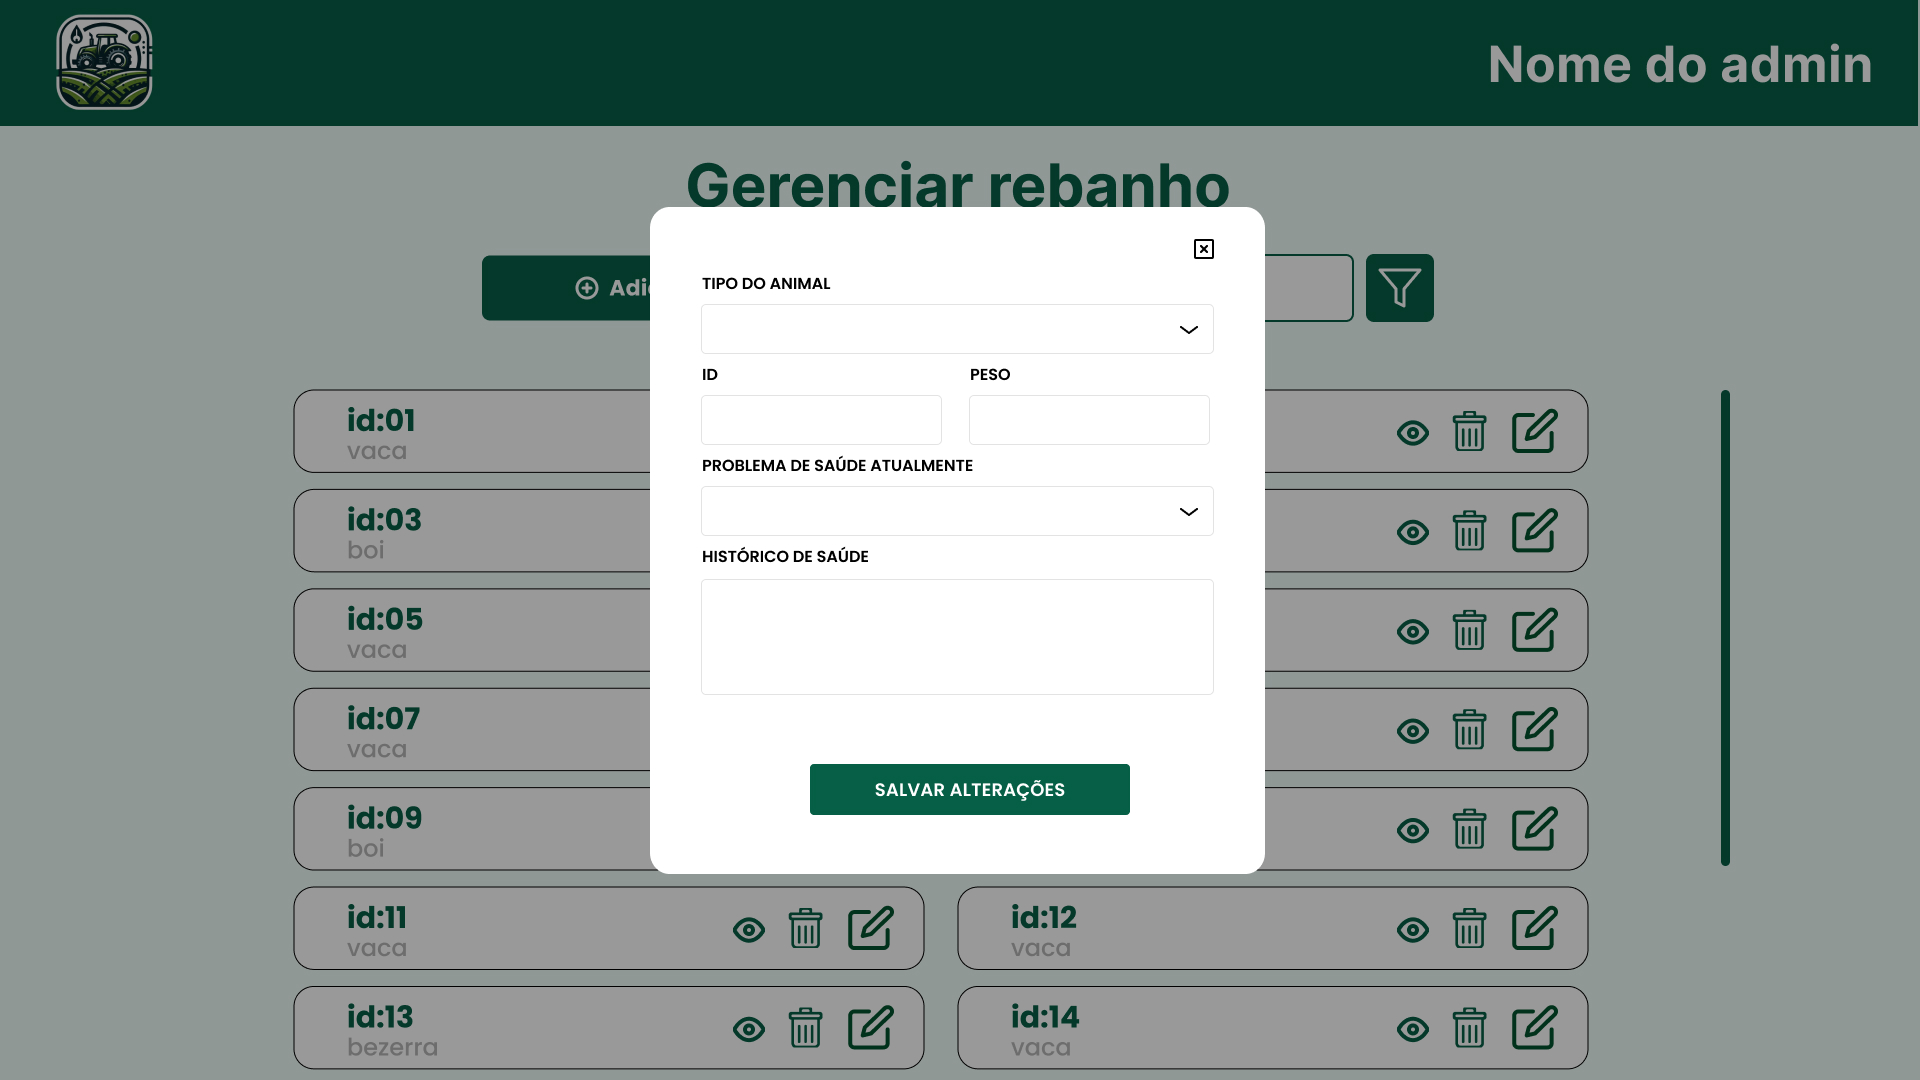 Nome do admin
Gerenciar rebanho
TIPO DO ANIMAL
ID
PESO
PROBLEMA DE SAÚDE ATUALMENTE
HISTÓRICO DE SAÚDE
SALVAR ALTERAÇÕES
id:01
vaca
id:03
boi
id:05
vaca
id:07
vaca
id:09
boi
id:11
vaca
id:12
vaca
id:13
bezerra
id:14
vaca